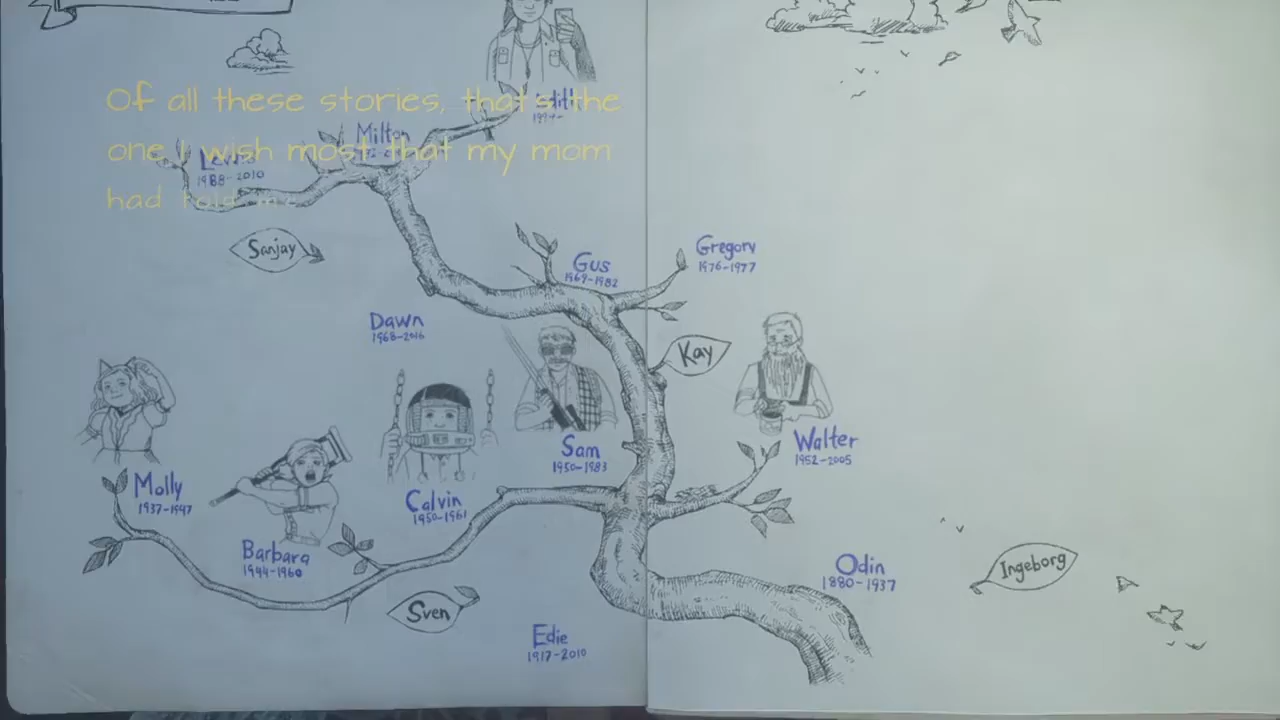 Of all these stories, that's the
one I wish most that my mom
had told
Milton
1988-2010
Sanjay
Gus
1969-1982
Gregory
1976-1977
Dawn
1968-2016
Kay
Sam
1950-1983
Walter
1952-2005
Molly
1937-1947
Calvin
1950-1961
Barbara
1944-1960
Sven
Odin
1880-1937
Ingeborg
Edie
1917-2010